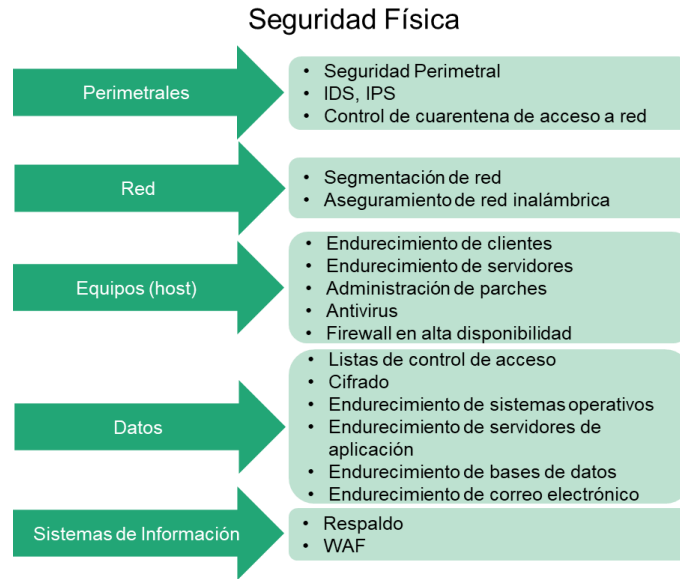 Seguridad Física
Perimetrales
• Seguridad Perimetral
• IDS, IPS
• Control de cuarentena de acceso a red
Red
• Segmentación de red
• Aseguramiento de red inalámbrica
Equipos (host)
• Endurecimiento de clientes
• Endurecimiento de servidores
• Administración de parches
• Antivirus
• Firewall en alta disponibilidad
Datos
• Listas de control de acceso
• Cifrado
• Endurecimiento de sistemas operativos
• Endurecimiento de servidores de
aplicación
• Endurecimiento de bases de datos
• Endurecimiento de correo electrónico
Sistemas de Información
• Respaldo
• WAF